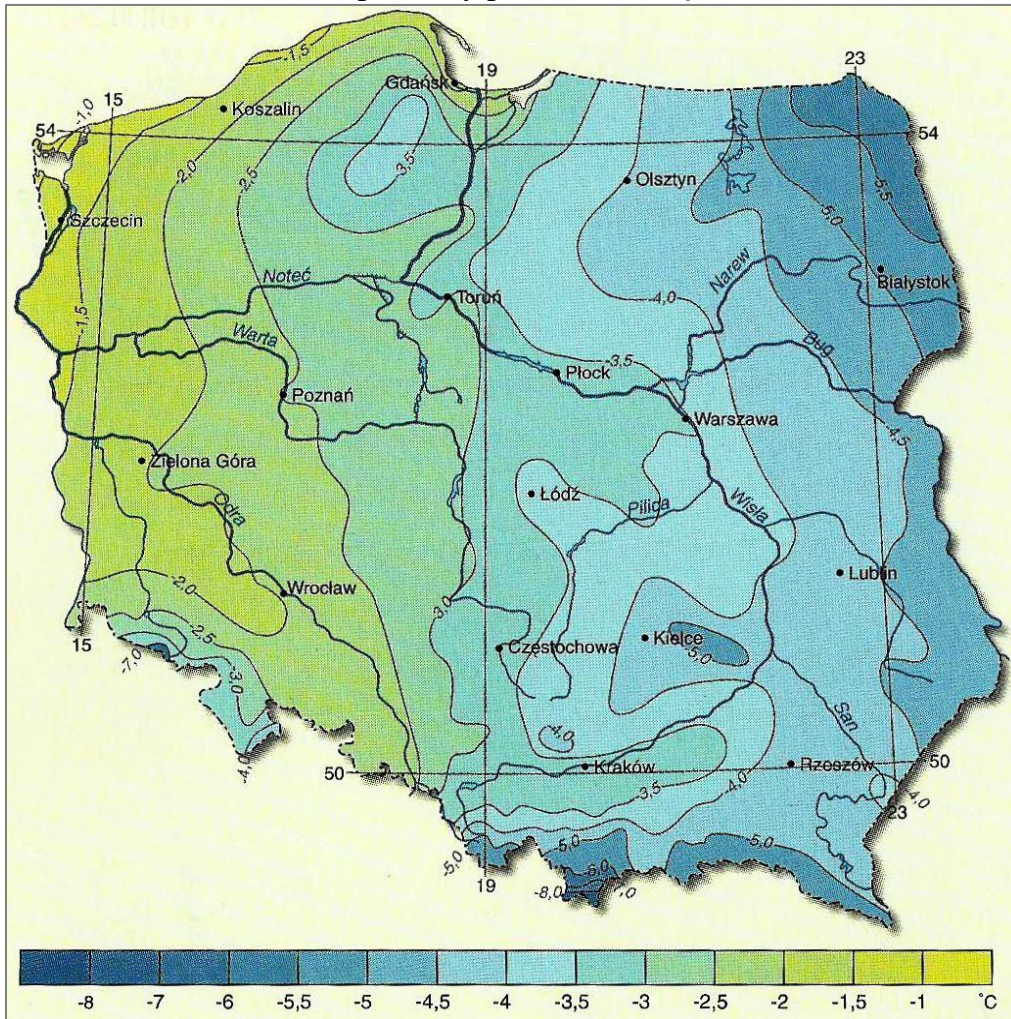 -1,5
19
23
Gdańsk
15
-1,0
Koszalin
54
54
-2,0
-2,5
-3,5
Olsztyn
-5,5
-5,0
Szczecin
Białystok
Noteć
Narew
Toruń
-4,0
-1,5
Warta
-3,5
Bug
Płock
Poznań
Warszawa
-4,5
Zielona Góra
Łódź
Odra
Pilica
Wisła
Lublin
-2,0
Wrocław
-3,0
15
-2,5
Kielce
-5,0
Częstochowa
-7,0
-3,0
San
-4,0
-4,0
50
Kraków
Rzeszów
50
-3,5
-4,0
-4,0
23
-5,0
-5,0
-6,0
19
-8,0
-8 -7 -6 -5,5 -5 -4,5 -4 -3,5 -3 -2,5 -2 -1,5 -1 °C